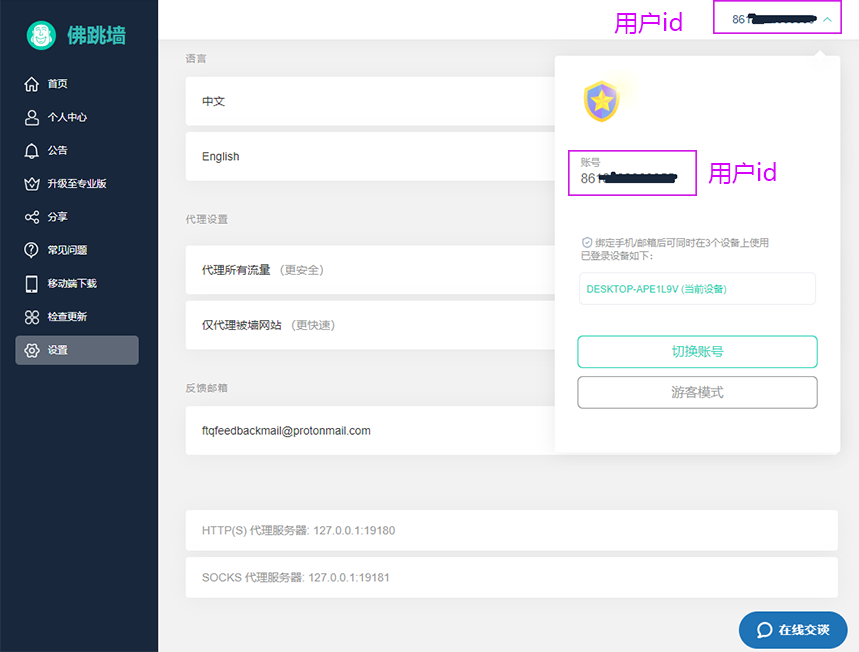 佛跳墙
用户id
861
首页
个人中心
公告
升级至专业版
分享
常见问题
移动端下载
检查更新
设置
语言
中文
English
代理设置
代理所有流量 (更安全)
仅代理被墙网站 (更快速)
反馈邮箱
ftqfeedbackmail@protonmail.com
HTTP(S) 代理服务器: 127.0.0.1:19180
SOCKS 代理服务器: 127.0.0.1:19181
账号
861
用户id
绑定手机/邮箱后可同时在3个设备上使用
已登录设备如下:
DESKTOP-APE1L9V (当前设备)
切换账号
游客模式
在线交谈